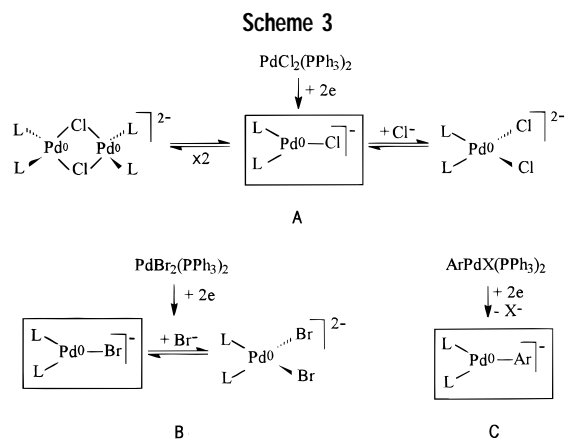 Scheme 3
PdCl₂(PPh₃)₂
+ 2e
L Cl L 2–
Pd⁰ Pd⁰
L Cl L
x2
L
Pd⁰ Cl –
L
+ Cl⁻
L Cl 2–
Pd⁰
L Cl
A
PdBr₂(PPh₃)₂
+ 2e
L
Pd⁰ Br –
L
+ Br⁻
L Br 2–
Pd⁰
L Br
B
ArPdX(PPh₃)₂
+ 2e
- X⁻
L
Pd⁰ Ar –
L
C